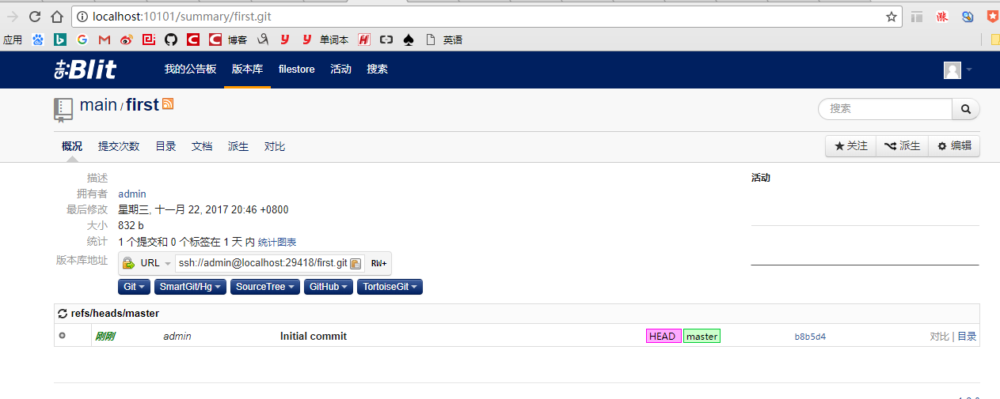 localhost:10101/summary/first.git
应用 博客 单词本 英语
Blit 我的公告板 版本库 filestore 活动 搜索
main / first
搜索
概况 提交次数 目录 文档 派生 对比
关注 派生 编辑
描述
活动
拥有者 admin
最后修改 星期三, 十一月 22, 2017 20:46 +0800
大小 832 b
统计 1 个提交和 0 个标签在 1 天 内 统计图表
版本库地址 URL ssh://admin@localhost:29418/first.git RW+
Git SmartGit/Hg SourceTree GitHub TortoiseGit
refs/heads/master
刚刚 admin Initial commit HEAD master b8b5d4 对比 | 目录